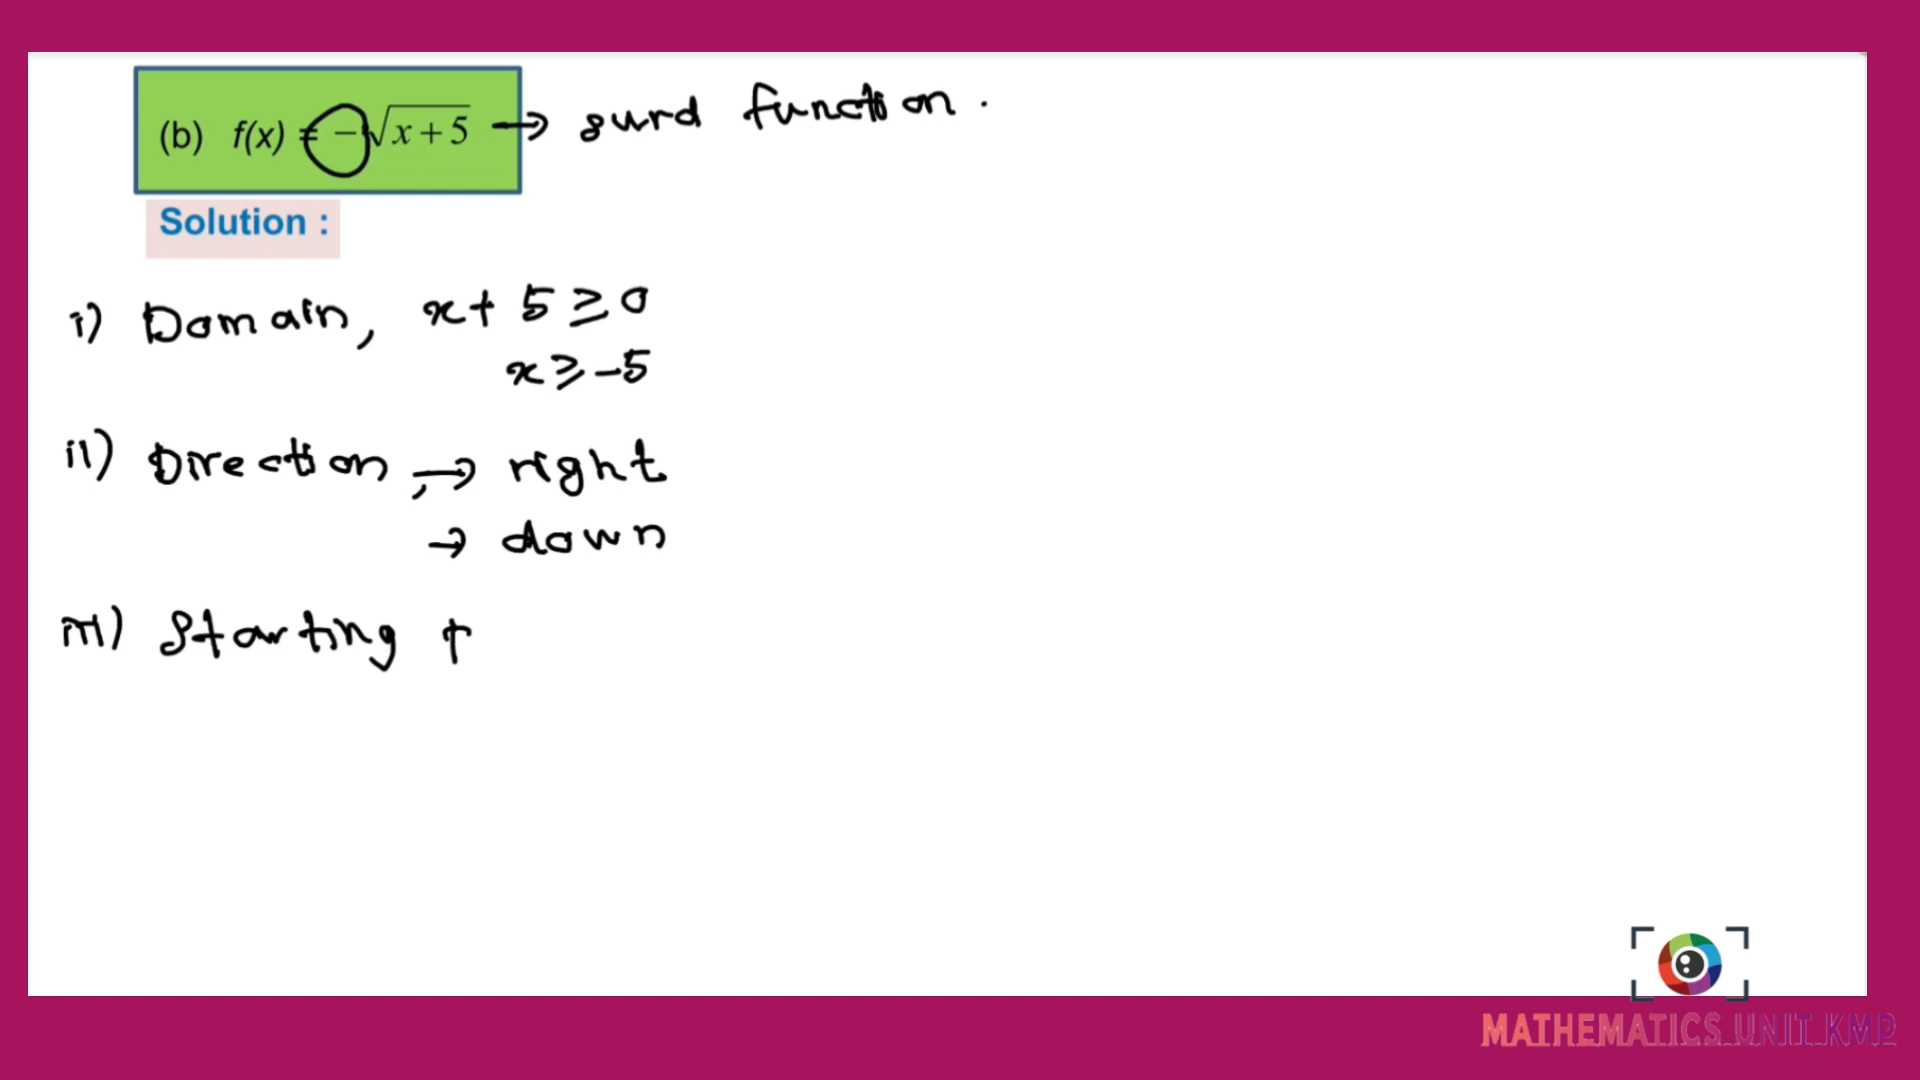 (b) f(x) = -√x+5 → surd function.
Solution :
i) Domain, x+5≥0
x≥-5
ii) Direction, → right
→ down
iii) Starting p
MATHEMATICS UNIT KMP